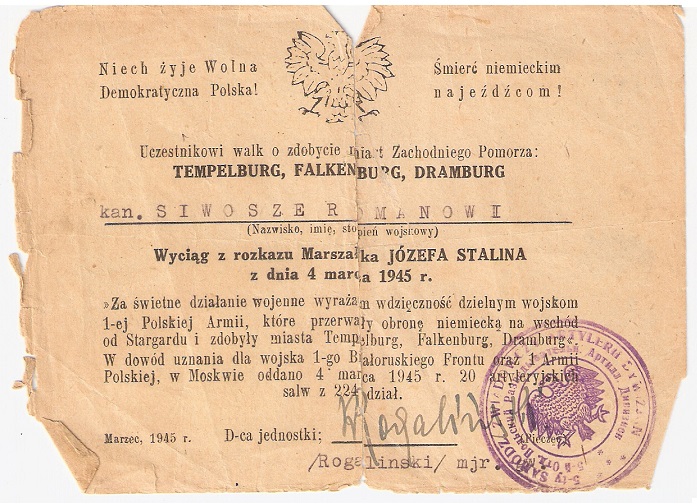 Niech żyje Wolna
Demokratyczna Polska!
Śmierć niemieckim
najeźdźcom!
Uczestnikowi walk o zdobycie miast Zachodniego Pomorza:
TEMPELBURG, FALKENBURG, DRAMBURG
kan. SIWOSZE ROMANOWI
(Nazwisko, imię, stopień wojskowy)
Wyciąg z rozkazu Marszałka JÓZEFA STALINA
z dnia 4 marca 1945 r.
»Za świetne działanie wojenne wyrażam wdzięczność dzielnym wojskom
1-ej Polskiej Armii, które przerwały obronę niemiecką na wschód
od Stargardu i zdobyły miasta Tempelburg, Falkenburg, Dramburg«.
W dowód uznania dla wojska 1-go Białoruskiego Frontu oraz 1 Armii
Polskiej, w Moskwie oddano 4 marca 1945 r. 20 artyleryjskich
salw z 224 dział.
Marzec, 1945 r.
D-ca jednostki:
Rogaliński
(Pieczęć)
/Rogalinski/ mjr.
5-ty SAMODZ.